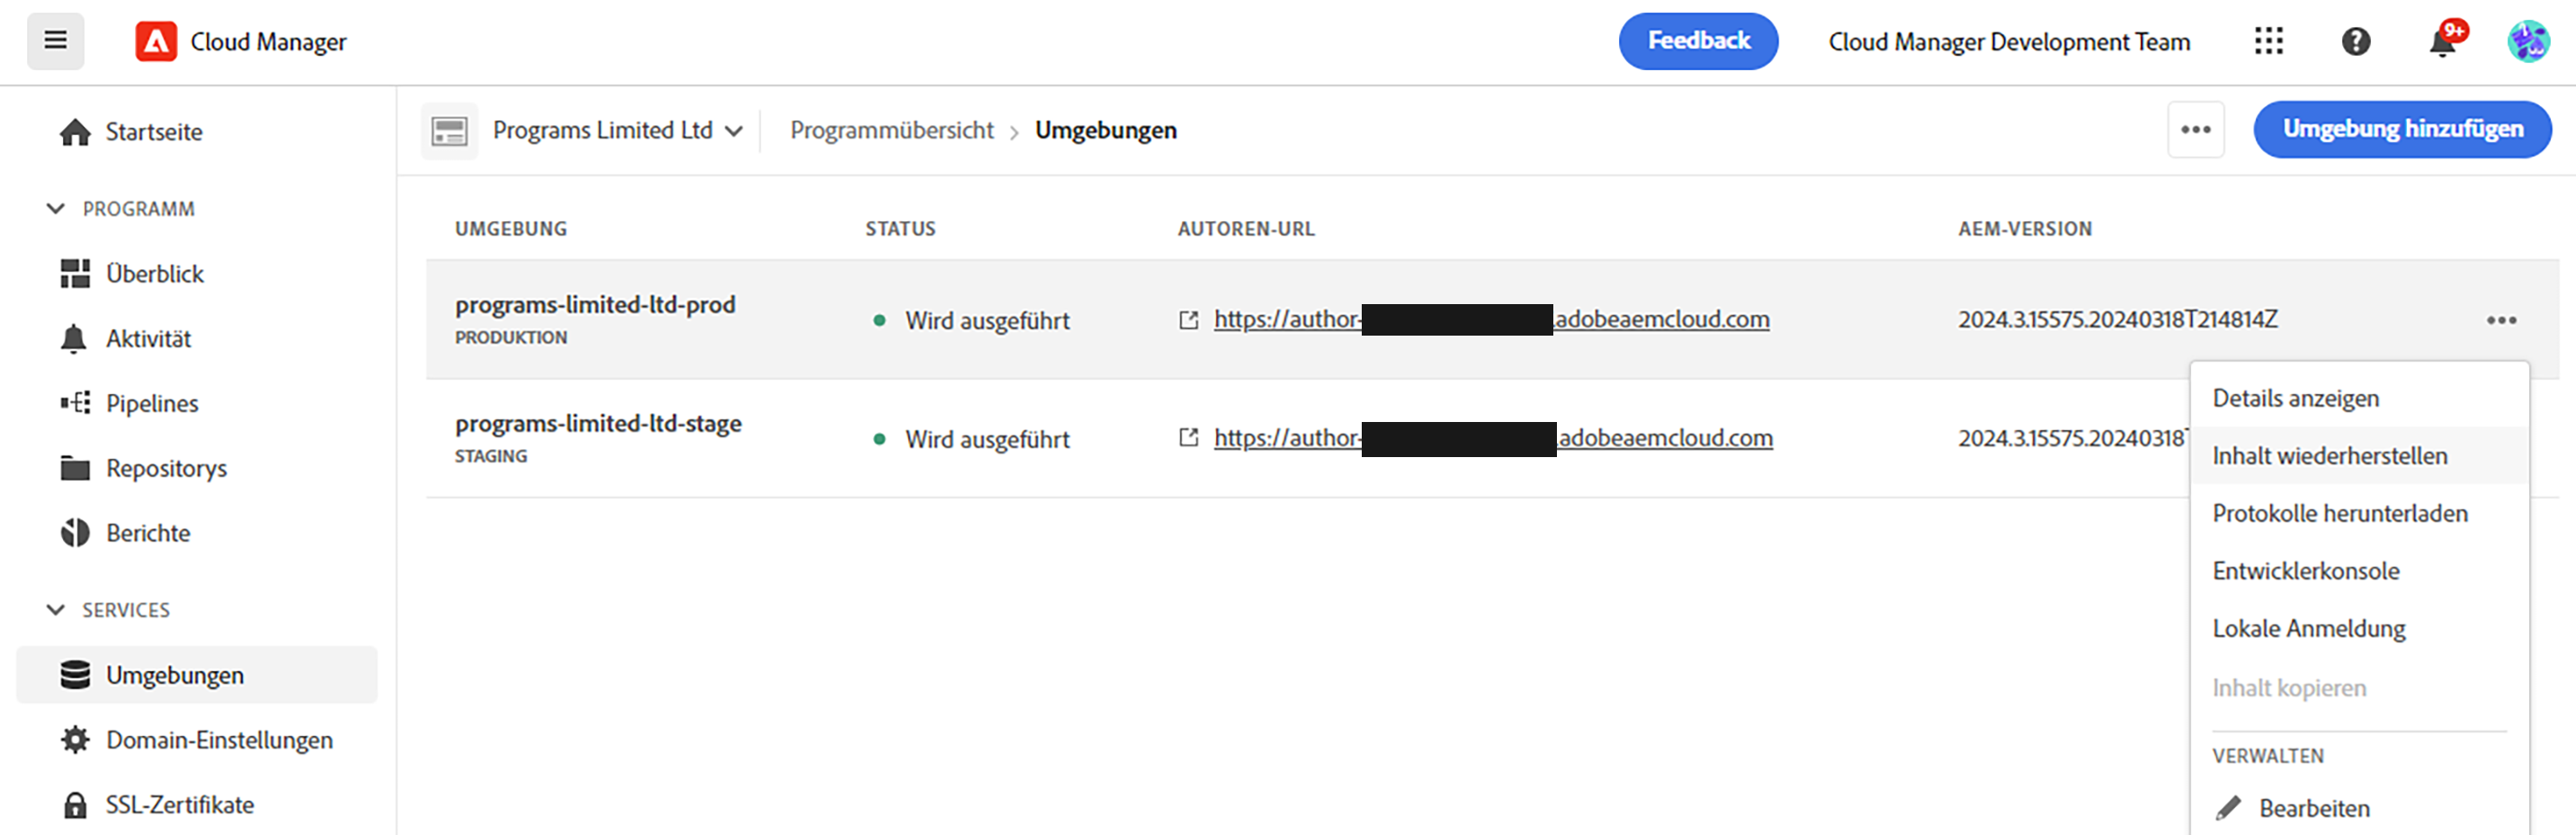 Cloud Manager
Feedback
Cloud Manager Development Team
9+
Startseite
PROGRAMM
Überblick
Aktivität
Pipelines
Repositorys
Berichte
SERVICES
Umgebungen
Domain-Einstellungen
SSL-Zertifikate
Programs Limited Ltd
Programmübersicht > Umgebungen
Umgebung hinzufügen
UMGEBUNG STATUS AUTOREN-URL AEM-VERSION
programs-limited-ltd-prod Wird ausgeführt https://author- .adobeaemcloud.com 2024.3.15575.20240318T214814Z
PRODUKTION
programs-limited-ltd-stage Wird ausgeführt https://author- .adobeaemcloud.com 2024.3.15575.20240318T
STAGING
Details anzeigen
Inhalt wiederherstellen
Protokolle herunterladen
Entwicklerkonsole
Lokale Anmeldung
Inhalt kopieren
VERWALTEN
Bearbeiten